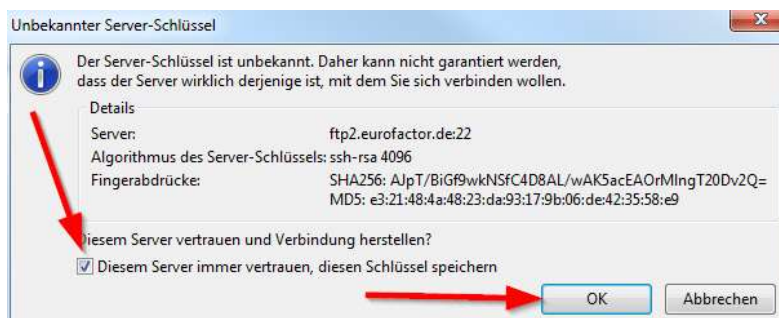 Unbekannter Server-Schlüssel
Der Server-Schlüssel ist unbekannt. Daher kann nicht garantiert werden,
dass der Server wirklich derjenige ist, mit dem Sie sich verbinden wollen.
Details
Server: ftp2.eurofactor.de:22
Algorithmus des Server-Schlüssels: ssh-rsa 4096
Fingerabdrücke: SHA256: AJpT/BiGf9wkNSfC4D8AL/wAK5acEAOrMIngT20Dv2Q=
MD5: e3:21:48:4a:48:23:da:93:17:9b:06:de:42:35:58:e9
Diesem Server vertrauen und Verbindung herstellen?
Diesem Server immer vertrauen, diesen Schlüssel speichern
OK Abbrechen